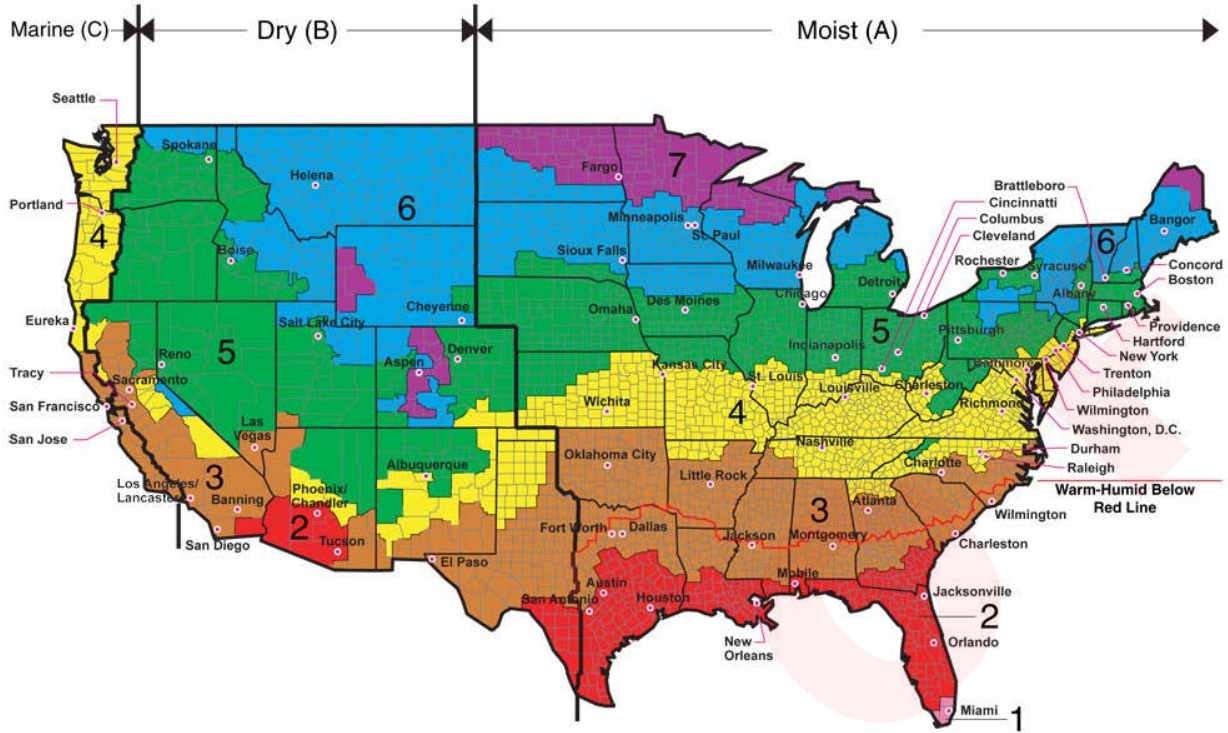 Marine (C)
Dry (B)
Moist (A)
Seattle
Spokane
Helena
Fargo
7
Portland
4
6
Minneapolis
St. Paul
Brattleboro
Cincinnatti
Columbus
Cleveland
Bangor
6
Boise
Sioux Falls
Milwaukee
Rochester
Syracuse
Concord
Boston
Albany
Detroit
Chicago
Cheyenne
Omaha
Des Moines
Eureka
Salt Lake City
Providence
Hartford
New York
Pittsburgh
5
Reno
5
Aspen
Denver
Indianapolis
Trenton
Philadelphia
Tracy
Sacramento
Kansas City
St. Louis
Louisville
Charleston
Baltimore
Wilmington
Washington, D.C.
San Francisco
San Jose
Las
Vegas
Wichita
4
Richmond
Durham
Raleigh
Nashville
Albuquerque
Oklahoma City
Little Rock
Charlotte
3
Los Angeles/
Lancaster
Banning
Phoenix/
Chandler
2
Tucson
San Diego
El Paso
Fort Worth
Dallas
Jackson
Montgomery
3
Atlanta
Warm-Humid Below
Red Line
Wilmington
Charleston
Austin
San Antonio
Houston
Mobile
New
Orleans
Jacksonville
2
Orlando
Miami
1